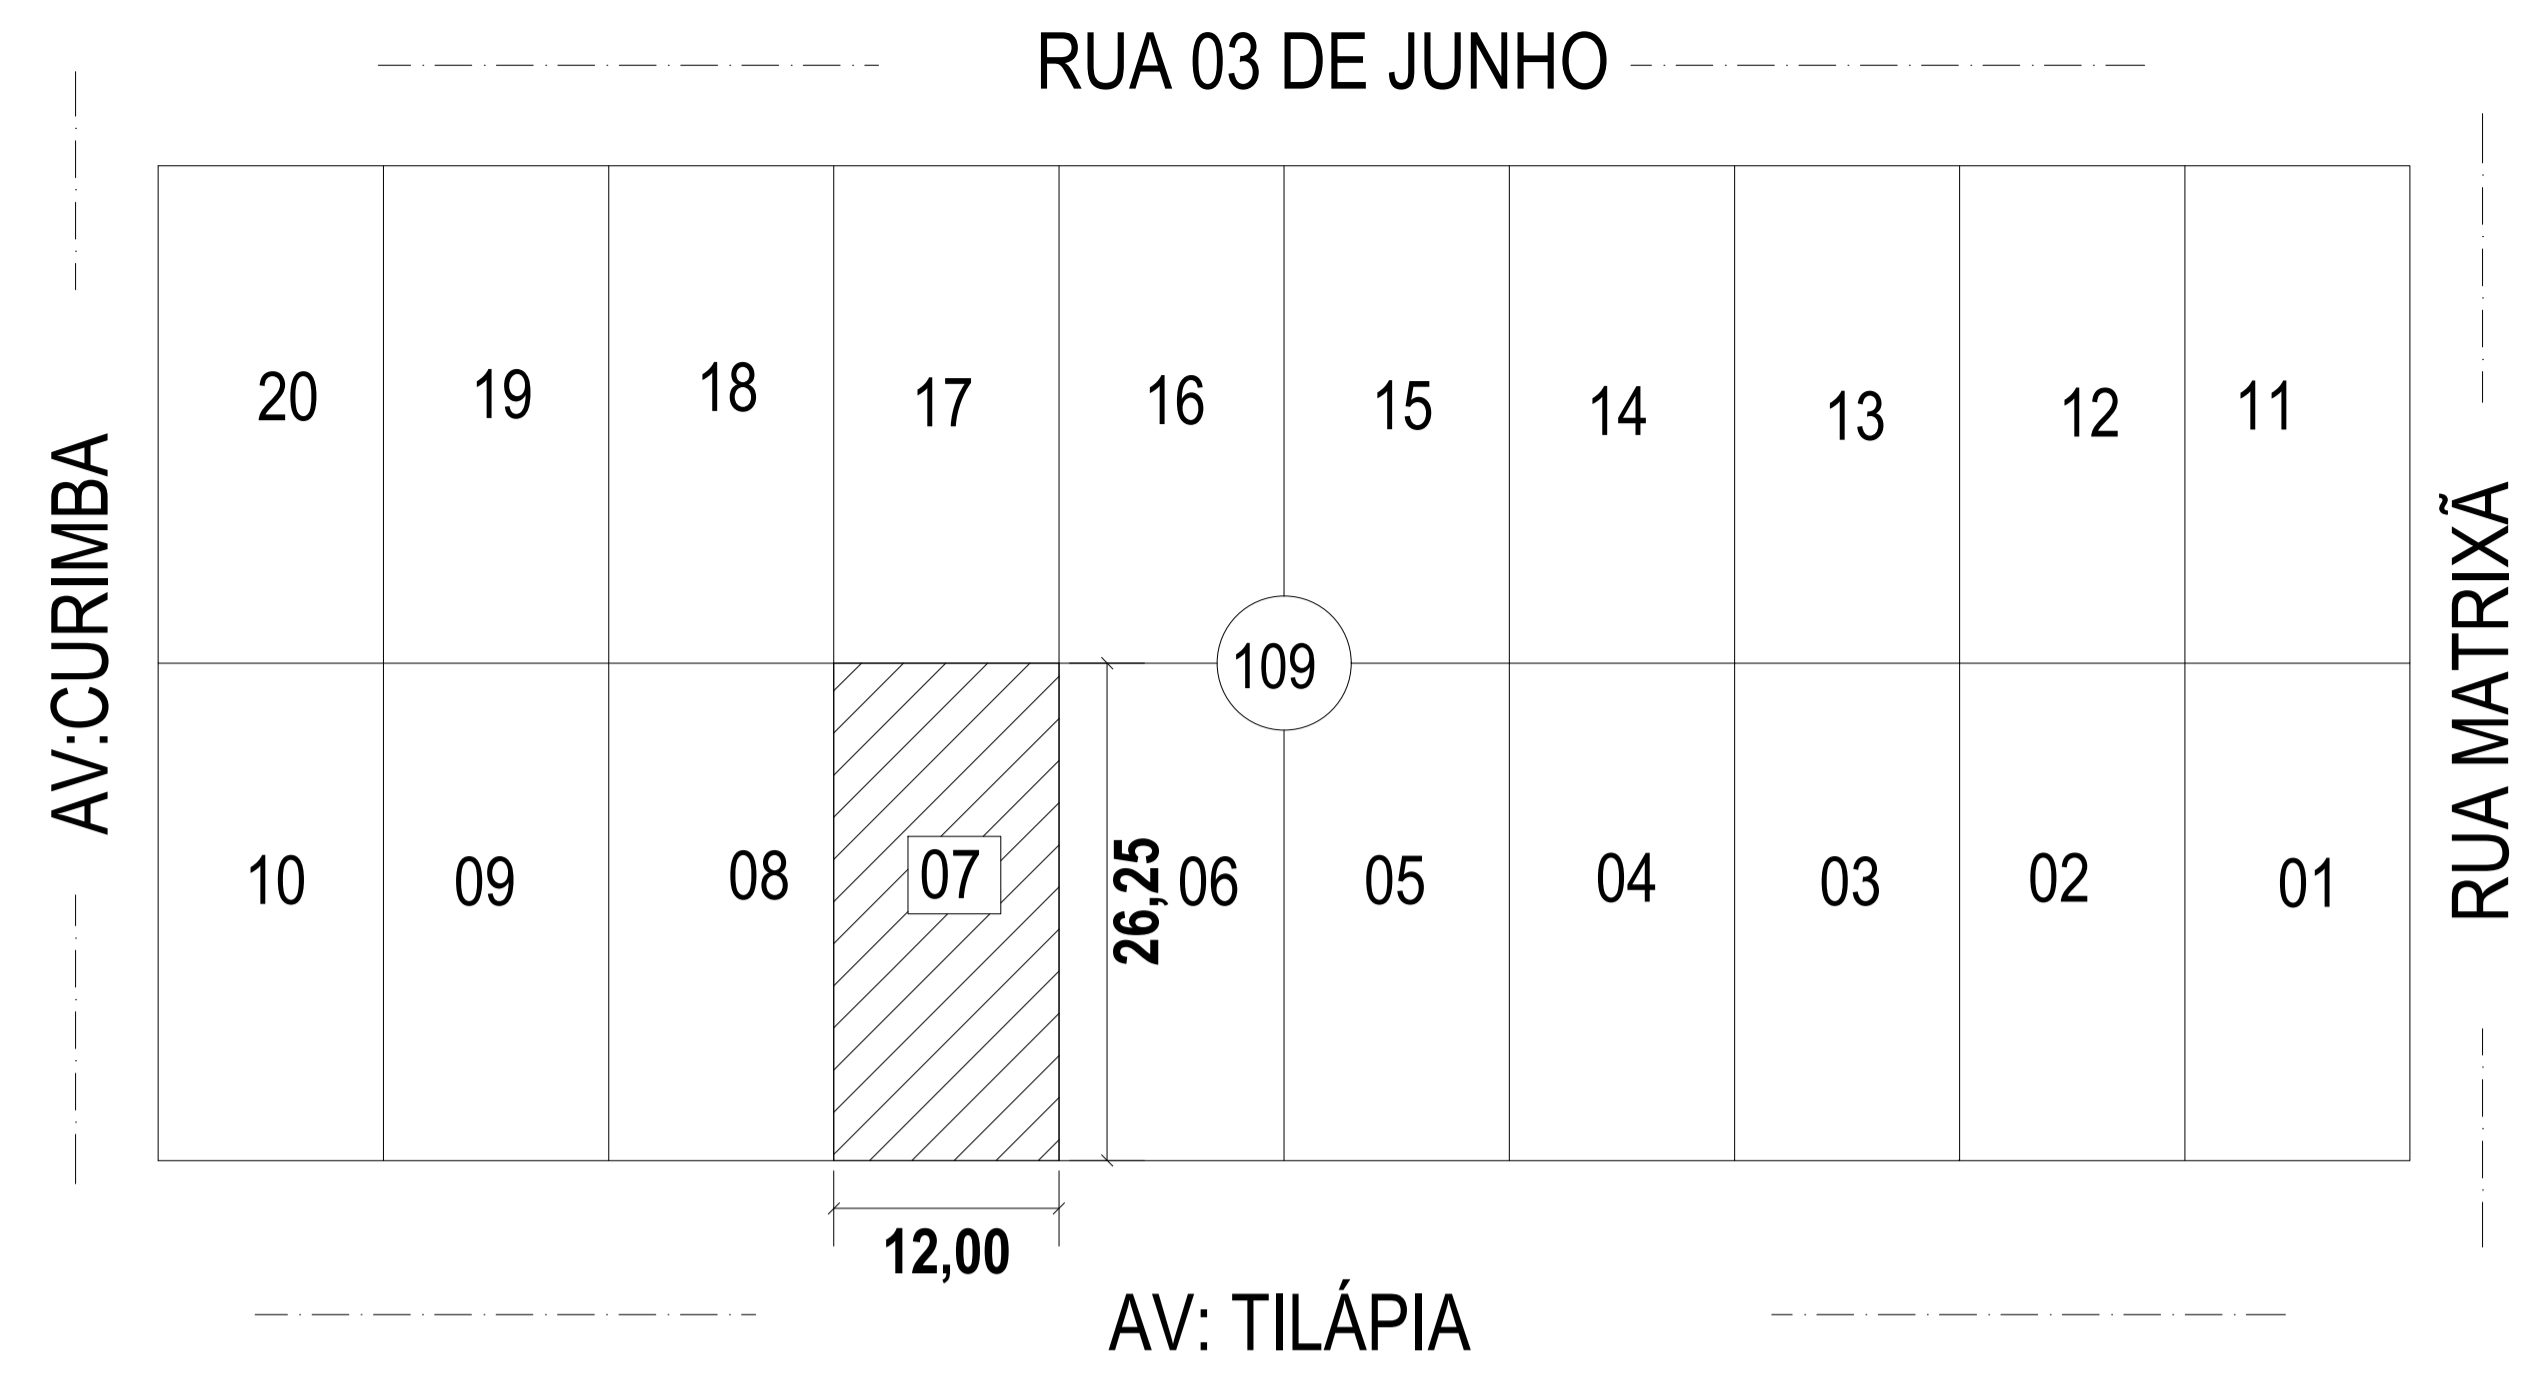 RUA 03 DE JUNHO
20 19 18 17 16 15 14 13 12 11
AV:CURIMBA
RUA MATRIXÃ
109
10 09 08 07 06 05 04 03 02 01
26,25
12,00
AV: TILÁPIA